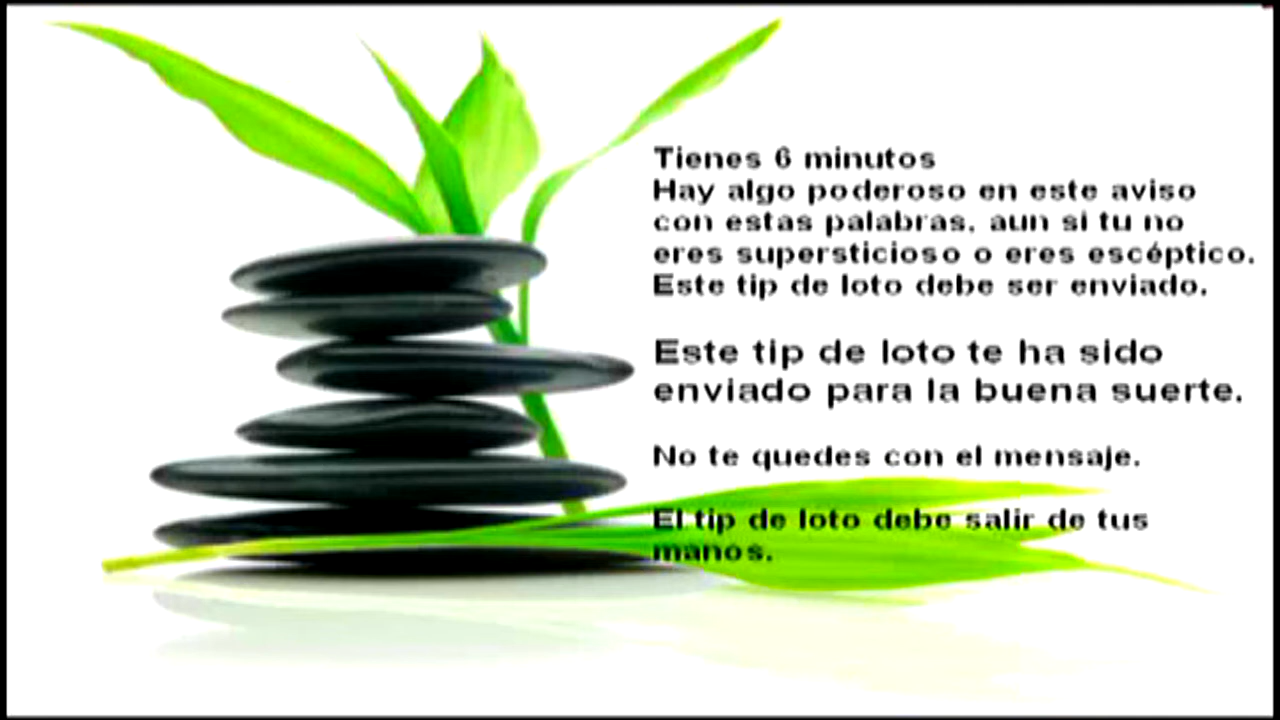 Tienes 6 minutos
Hay algo poderoso en este aviso
con estas palabras, aun si tu no
eres supersticioso o eres escéptico.
Este tip de loto debe ser enviado.
Este tip de loto te ha sido
enviado para la buena suerte.
No te quedes con el mensaje.
El tip de loto debe salir de tus
manos.